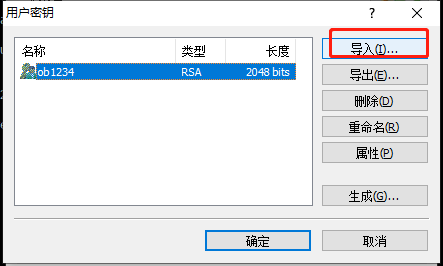 用户密钥
? ×
名称 类型 长度
ob1234 RSA 2048 bits
导入(I)...
导出(E)...
删除(D)
重命名(R)
属性(P)
生成(G)...
确定 取消